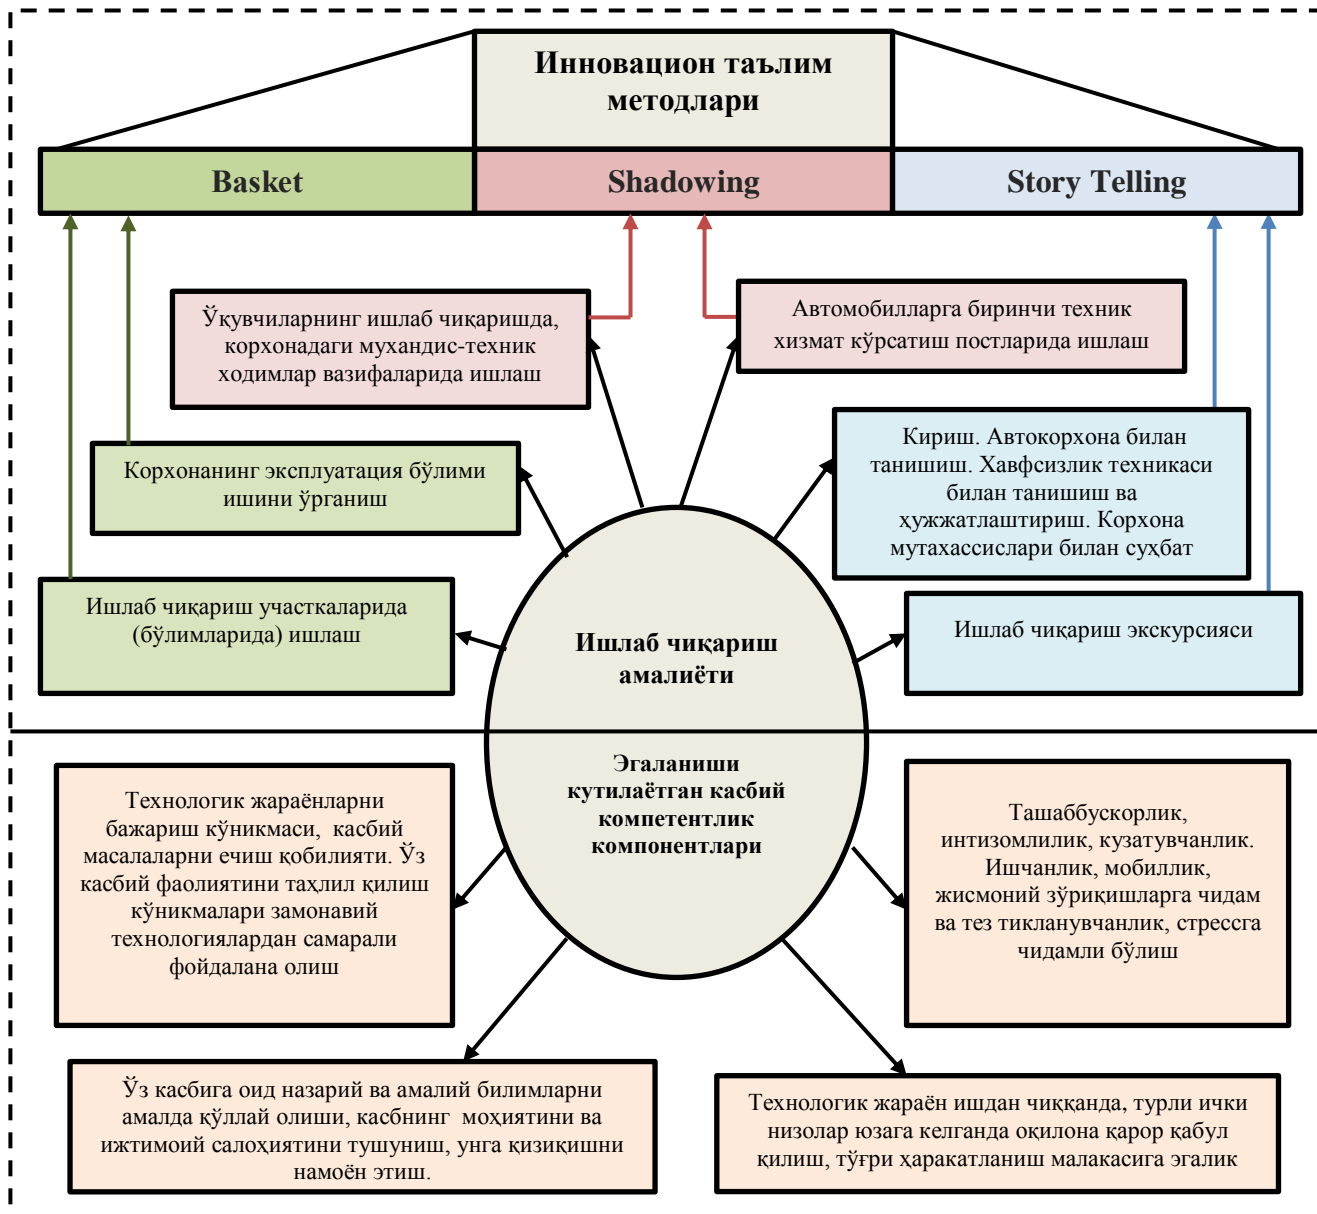 Инновацион таълим
методлари
Basket
Shadowing
Story Telling
Ўқувчиларнинг ишлаб чиқаришда,
корхонадаги мухандис-техник
ходимлар вазифаларида ишлаш
Автомобилларга биринчи техник
хизмат кўрсатиш постларида ишлаш
Корхонанинг эксплуатация бўлими
ишини ўрганиш
Кириш. Автокорхона билан
танишиш. Хавфсизлик техникаси
билан танишиш ва
ҳужжатлаштириш. Корхона
мутахассислари билан суҳбат
Ишлаб чиқариш участкаларида
(бўлимларида) ишлаш
Ишлаб чиқариш экскурсияси
Ишлаб чиқариш
амалиёти
Эгаланиши
кутилаётган касбий
компетентлик
компонентлари
Технологик жараёнларни
бажариш кўникмаси, касбий
масалаларни ечиш қобилияти. Ўз
касбий фаолиятини таҳлил қилиш
кўникмалари замонавий
технологиялардан самарали
фойдалана олиш
Ташаббускорлик,
интизомлилик, кузатувчанлик.
Ишчанлик, мобиллик,
жисмоний зўриқишларга чидам
ва тез тикланувчанлик, стрессга
чидамли бўлиш
Ўз касбига оид назарий ва амалий билимларни
амалда қўллай олиши, касбнинг моҳиятини ва
ижтимоий салоҳиятини тушуниш, унга қизиқишни
намоён этиш.
Технологик жараён ишдан чиққанда, турли ички
низолар юзага келганда оқилона қарор қабул
қилиш, тўғри ҳаракатланиш малакасига эгалик